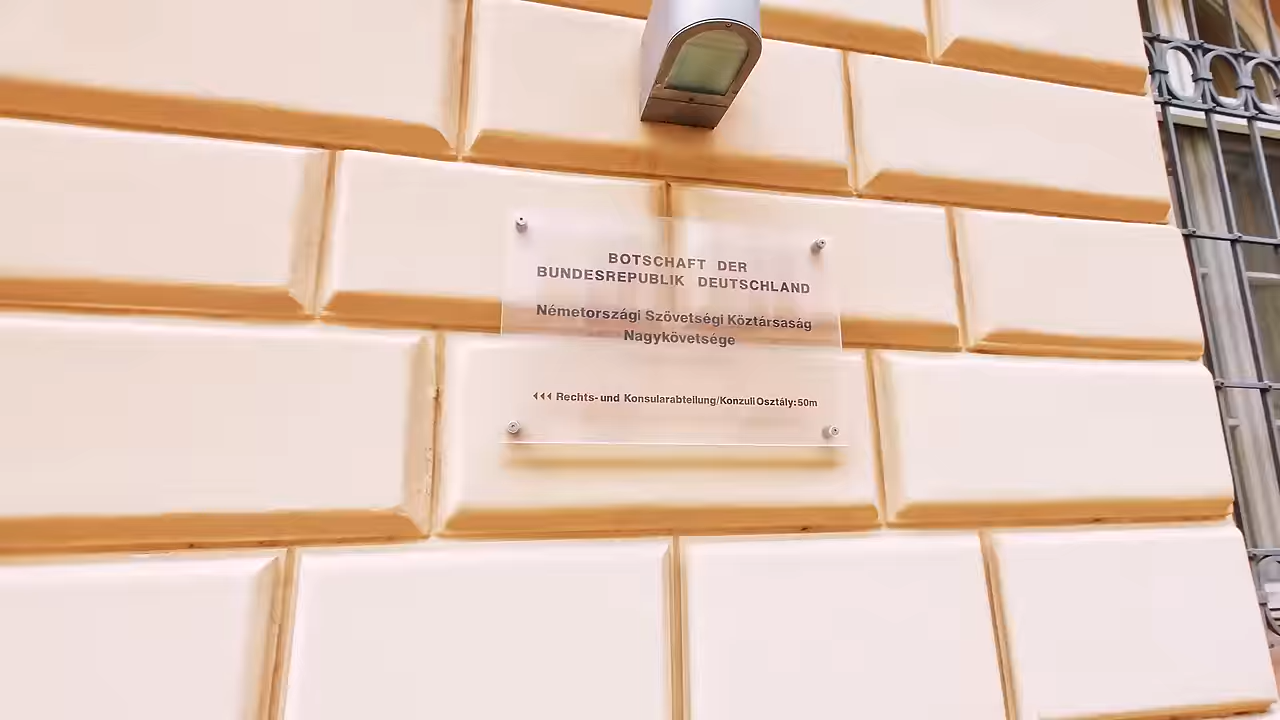 BOTSCHAFT DER
BUNDESREPUBLIK DEUTSCHLAND
Németországi Szövetségi Köztársaság
Nagykövetsége
Rechts-und Konsularabteilung/Konzuli Osztály:50m